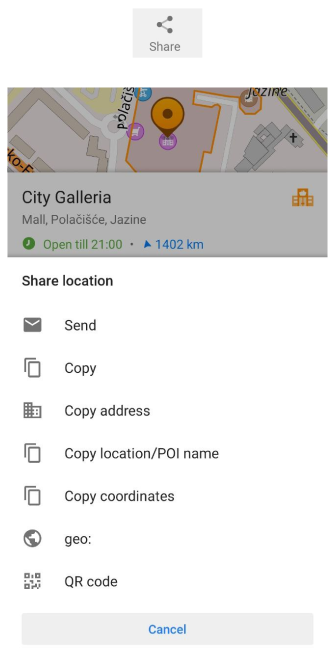 Share
Jazine
Polačiš
ko-F
City Galleria
Mall, Polačišće, Jazine
Open till 21:00 • 1402 km
Share location
Send
Copy
Copy address
Copy location/POI name
Copy coordinates
geo:
QR code
Cancel